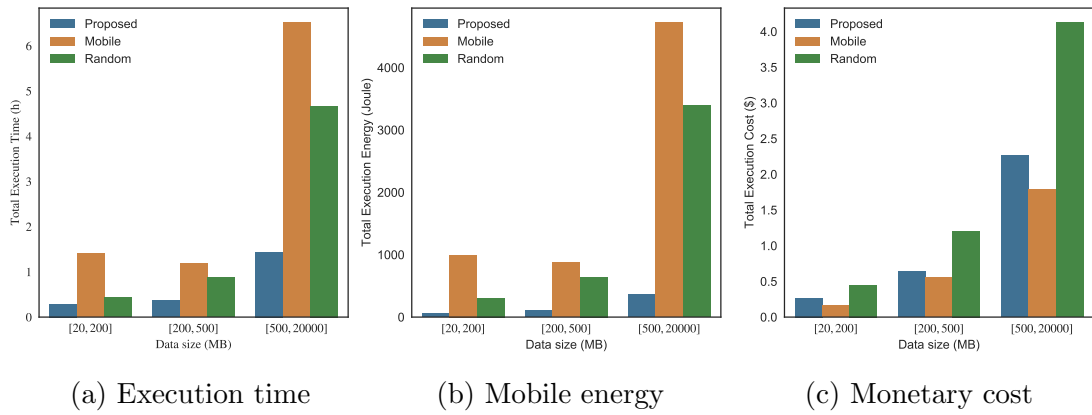 Total Execution Time (h)
6
5
4
3
2
1
0
Proposed
Mobile
Random
[20, 200]
[200, 500]
[500, 20000]
Data size (MB)
(a) Execution time
Total Execution Energy (Joule)
4000
3000
2000
1000
0
Proposed
Mobile
Random
[20, 200]
[200, 500]
[500, 20000]
Data size (MB)
(b) Mobile energy
Total Execution Cost ($)
4.0
3.5
3.0
2.5
2.0
1.5
1.0
0.5
0.0
Proposed
Mobile
Random
[20, 200]
[200, 500]
[500, 20000]
Data size (MB)
(c) Monetary cost